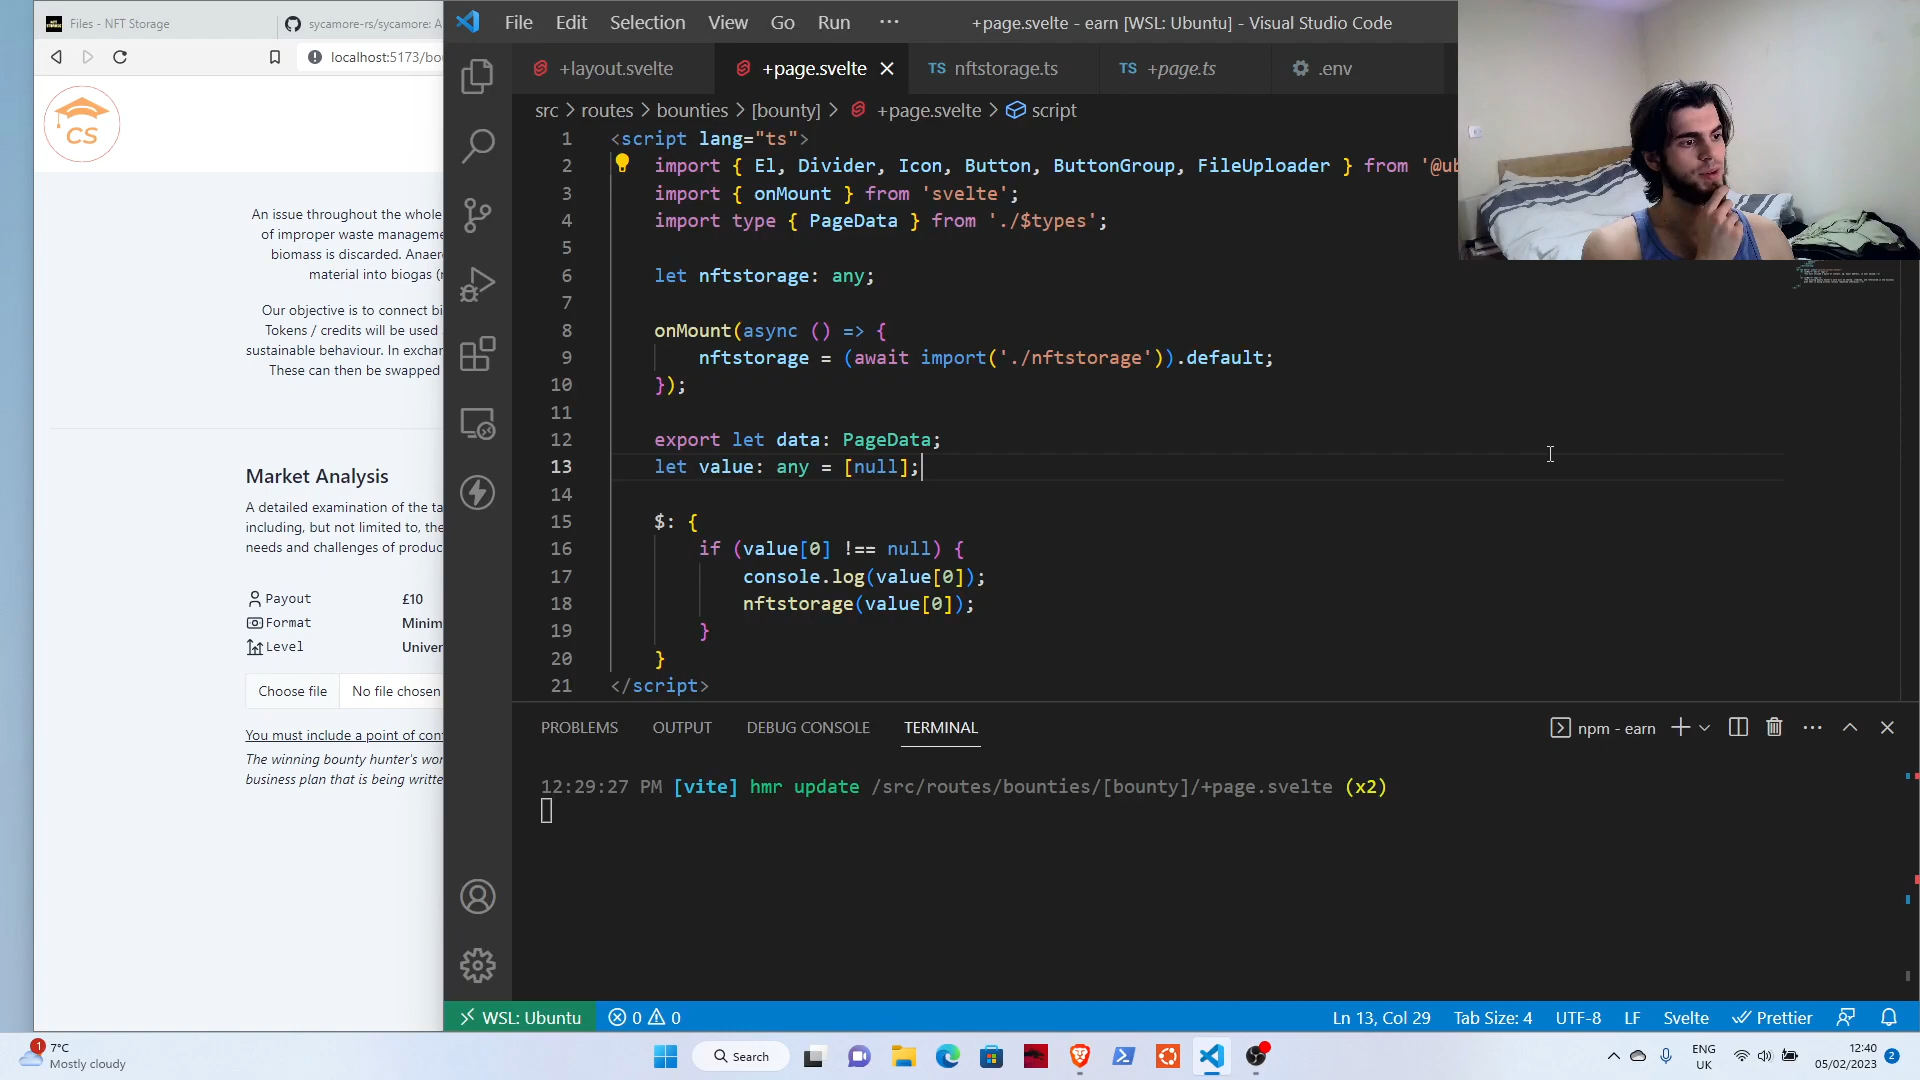 Files - NFT Storage
sycamore-rs/sycamore: A
localhost:5173/bou
CS
An issue throughout the whole
of improper waste manageme
biomass is discarded. Anaer
material into biogas (r
Our objective is to connect bi
Tokens / credits will be used
sustainable behaviour. In exchar
These can then be swapped
Market Analysis
A detailed examination of the ta
including, but not limited to, the
needs and challenges of produc
Payout £10
Format Minim
Level Univer
Choose file No file chosen
You must include a point of con
The winning bounty hunter's wor
business plan that is being writte
File Edit Selection View Go Run ··· +page.svelte - earn [WSL: Ubuntu] - Visual Studio Code
+layout.svelte +page.svelte TS nftstorage.ts TS +page.ts .env
src > routes > bounties > [bounty] > +page.svelte > script
1 <script lang="ts">
2 import { El, Divider, Icon, Button, ButtonGroup, FileUploader } from '@ub
3 import { onMount } from 'svelte';
4 import type { PageData } from './$types';
5
6 let nftstorage: any;
7
8 onMount(async () => {
9 nftstorage = (await import('./nftstorage')).default;
10 });
11
12 export let data: PageData;
13 let value: any = [null];
14
15 $: {
16 if (value[0] !== null) {
17 console.log(value[0]);
18 nftstorage(value[0]);
19 }
20 }
21 </script>
PROBLEMS OUTPUT DEBUG CONSOLE TERMINAL npm - earn
12:29:27 PM [vite] hmr update /src/routes/bounties/[bounty]/+page.svelte (x2)
WSL: Ubuntu 0 0 Ln 13, Col 29 Tab Size: 4 UTF-8 LF Svelte Prettier
1 7°C
Mostly cloudy
Search
ENG
UK
12:40
05/02/2023 2